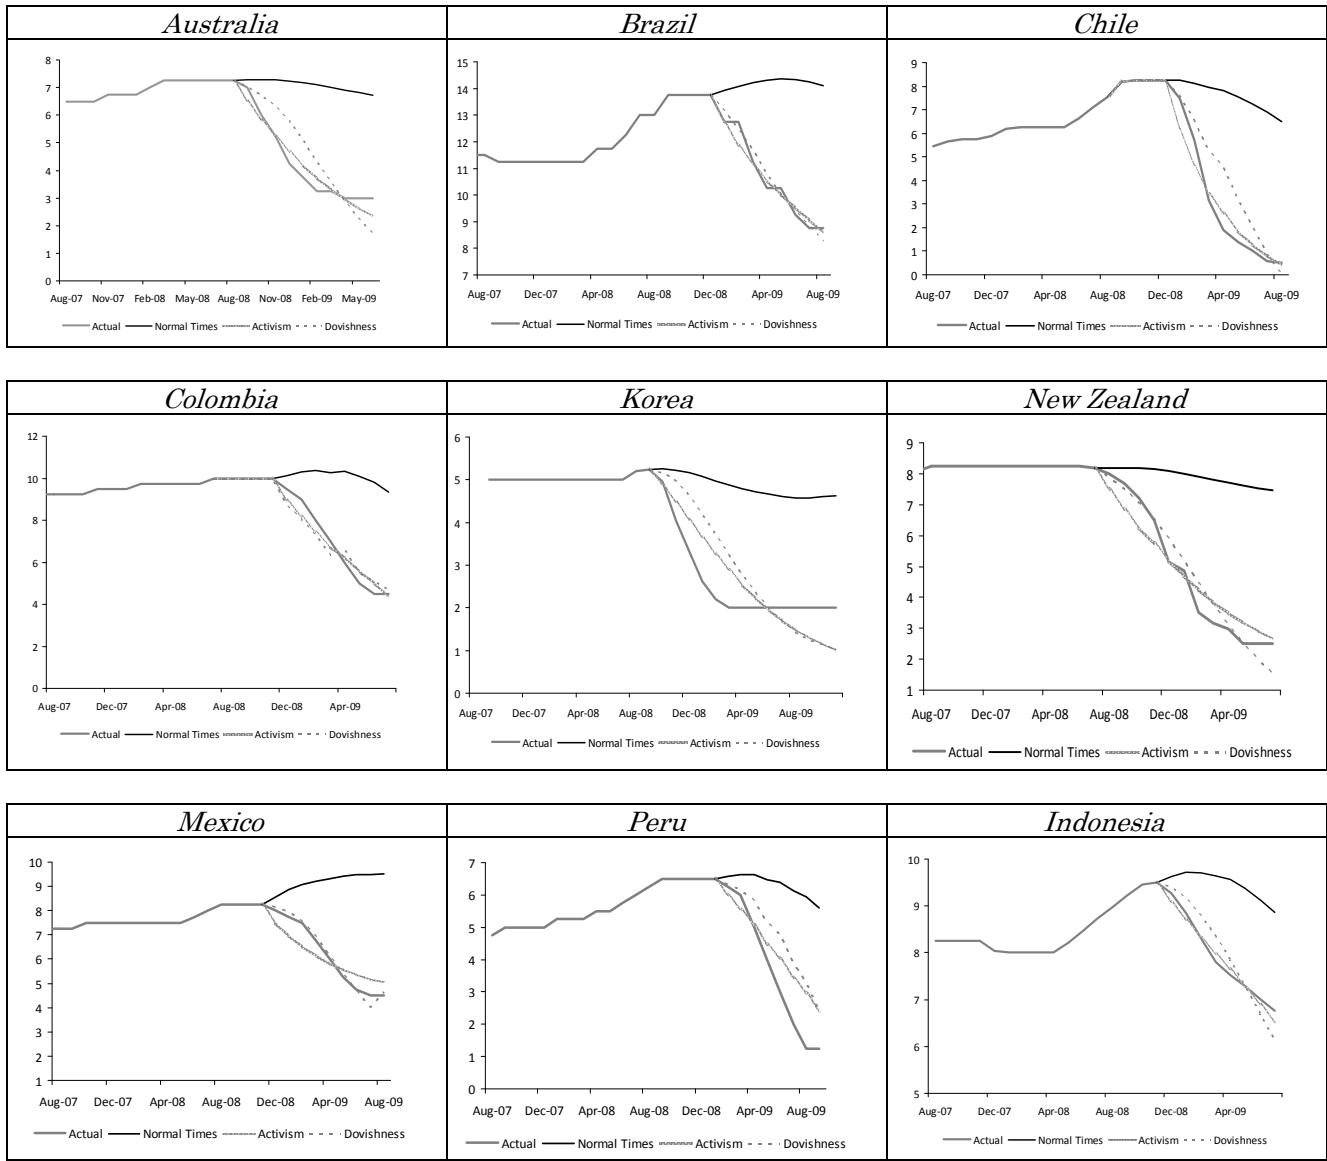 Australia
8
7
6
5
4
3
2
1
0
Aug-07 Nov-07 Feb-08 May-08 Aug-08 Nov-08 Feb-09 May-09
Actual Normal Times Activism Dovishness
Brazil
15
14
13
12
11
10
9
8
7
Aug-07 Dec-07 Apr-08 Aug-08 Dec-08 Apr-09 Aug-09
Actual Normal Times Activism Dovishness
Chile
9
8
7
6
5
4
3
2
1
0
Aug-07 Dec-07 Apr-08 Aug-08 Dec-08 Apr-09 Aug-09
Actual Normal Times Activism Dovishness
Colombia
12
10
8
6
4
2
0
Aug-07 Dec-07 Apr-08 Aug-08 Dec-08 Apr-09
Actual Normal Times Activism Dovishness
Korea
6
5
4
3
2
1
0
Aug-07 Dec-07 Apr-08 Aug-08 Dec-08 Apr-09 Aug-09
Actual Normal Times Activism Dovishness
New Zealand
9
8
7
6
5
4
3
2
1
Aug-07 Dec-07 Apr-08 Aug-08 Dec-08 Apr-09
Actual Normal Times Activism Dovishness
Mexico
10
9
8
7
6
5
4
3
2
1
Aug-07 Dec-07 Apr-08 Aug-08 Dec-08 Apr-09 Aug-09
Actual Normal Times Activism Dovishness
Peru
7
6
5
4
3
2
1
0
Aug-07 Dec-07 Apr-08 Aug-08 Dec-08 Apr-09 Aug-09
Actual Normal Times Activism Dovishness
Indonesia
10
9
8
7
6
5
Aug-07 Dec-07 Apr-08 Aug-08 Dec-08 Apr-09
Actual Normal Times Activism Dovishness